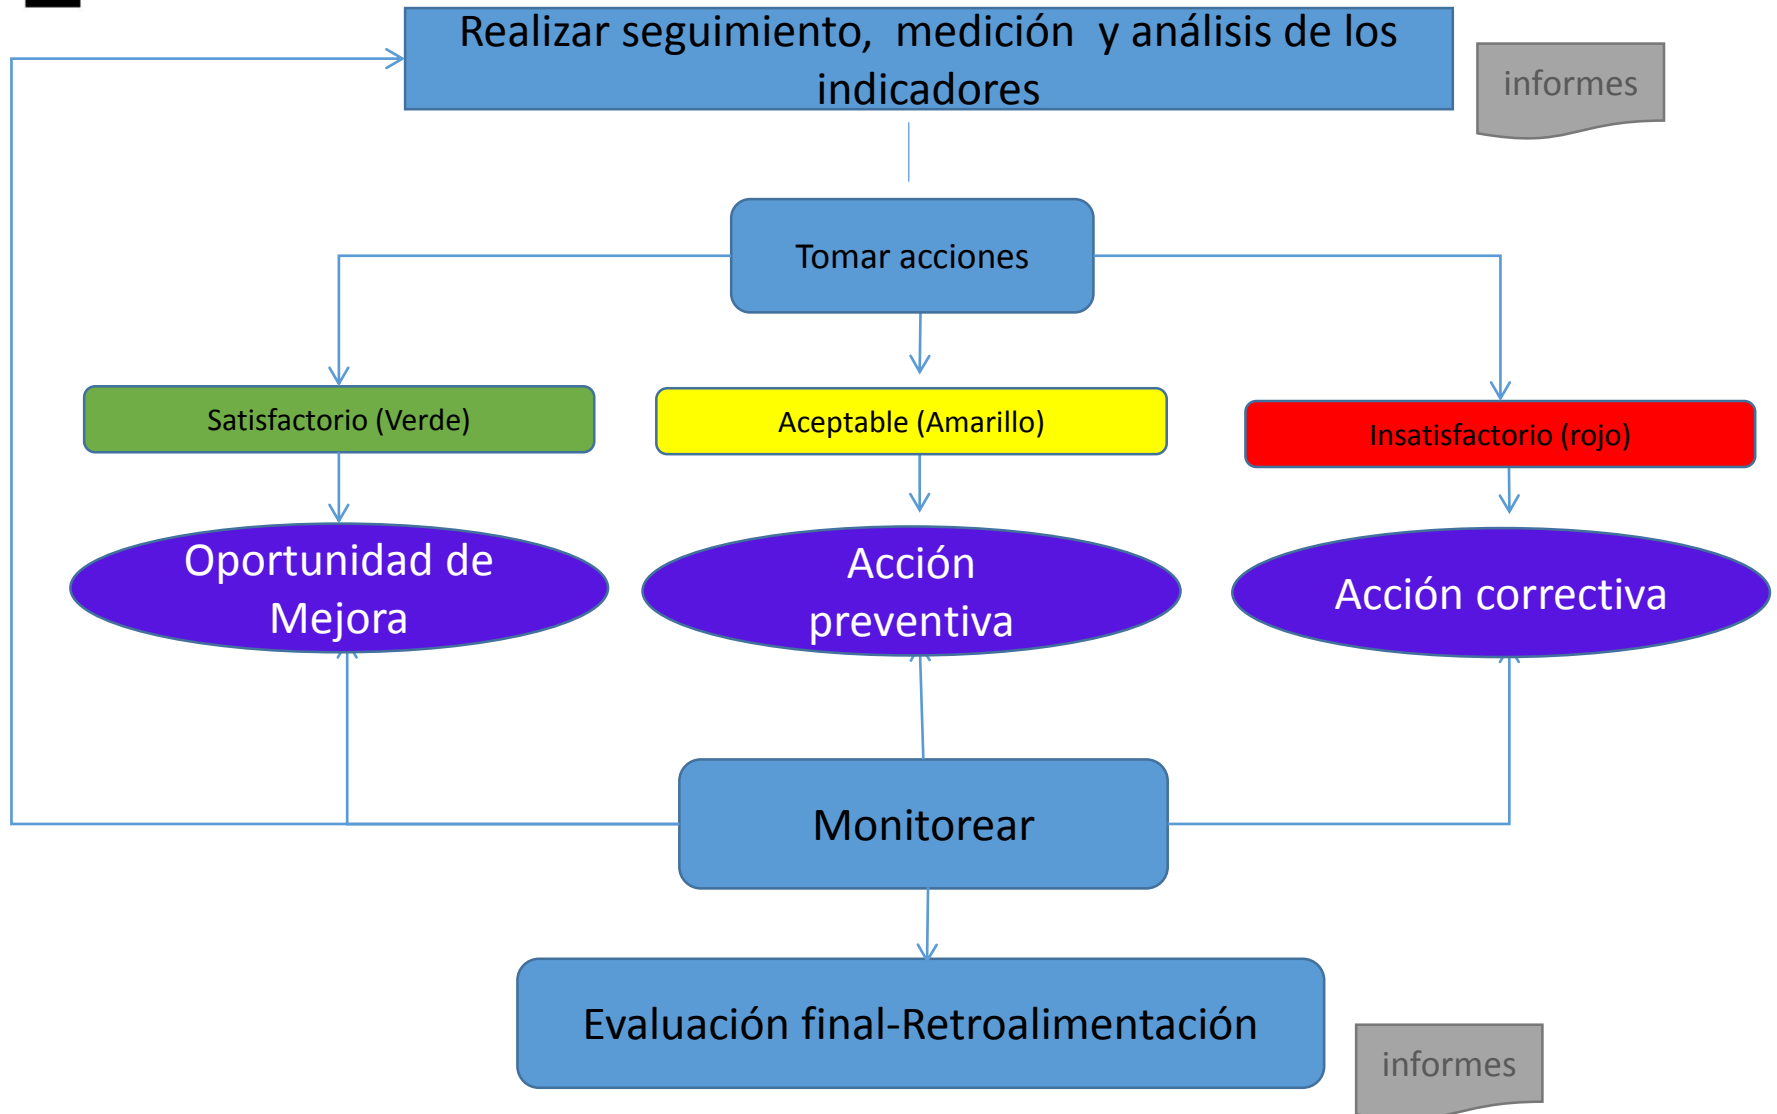 Realizar seguimiento, medición y análisis de los
indicadores
informes
Tomar acciones
Satisfactorio (Verde)
Aceptable (Amarillo)
Insatisfactorio (rojo)
Oportunidad de
Mejora
Acción
preventiva
Acción correctiva
Monitorear
Evaluación final-Retroalimentación
informes